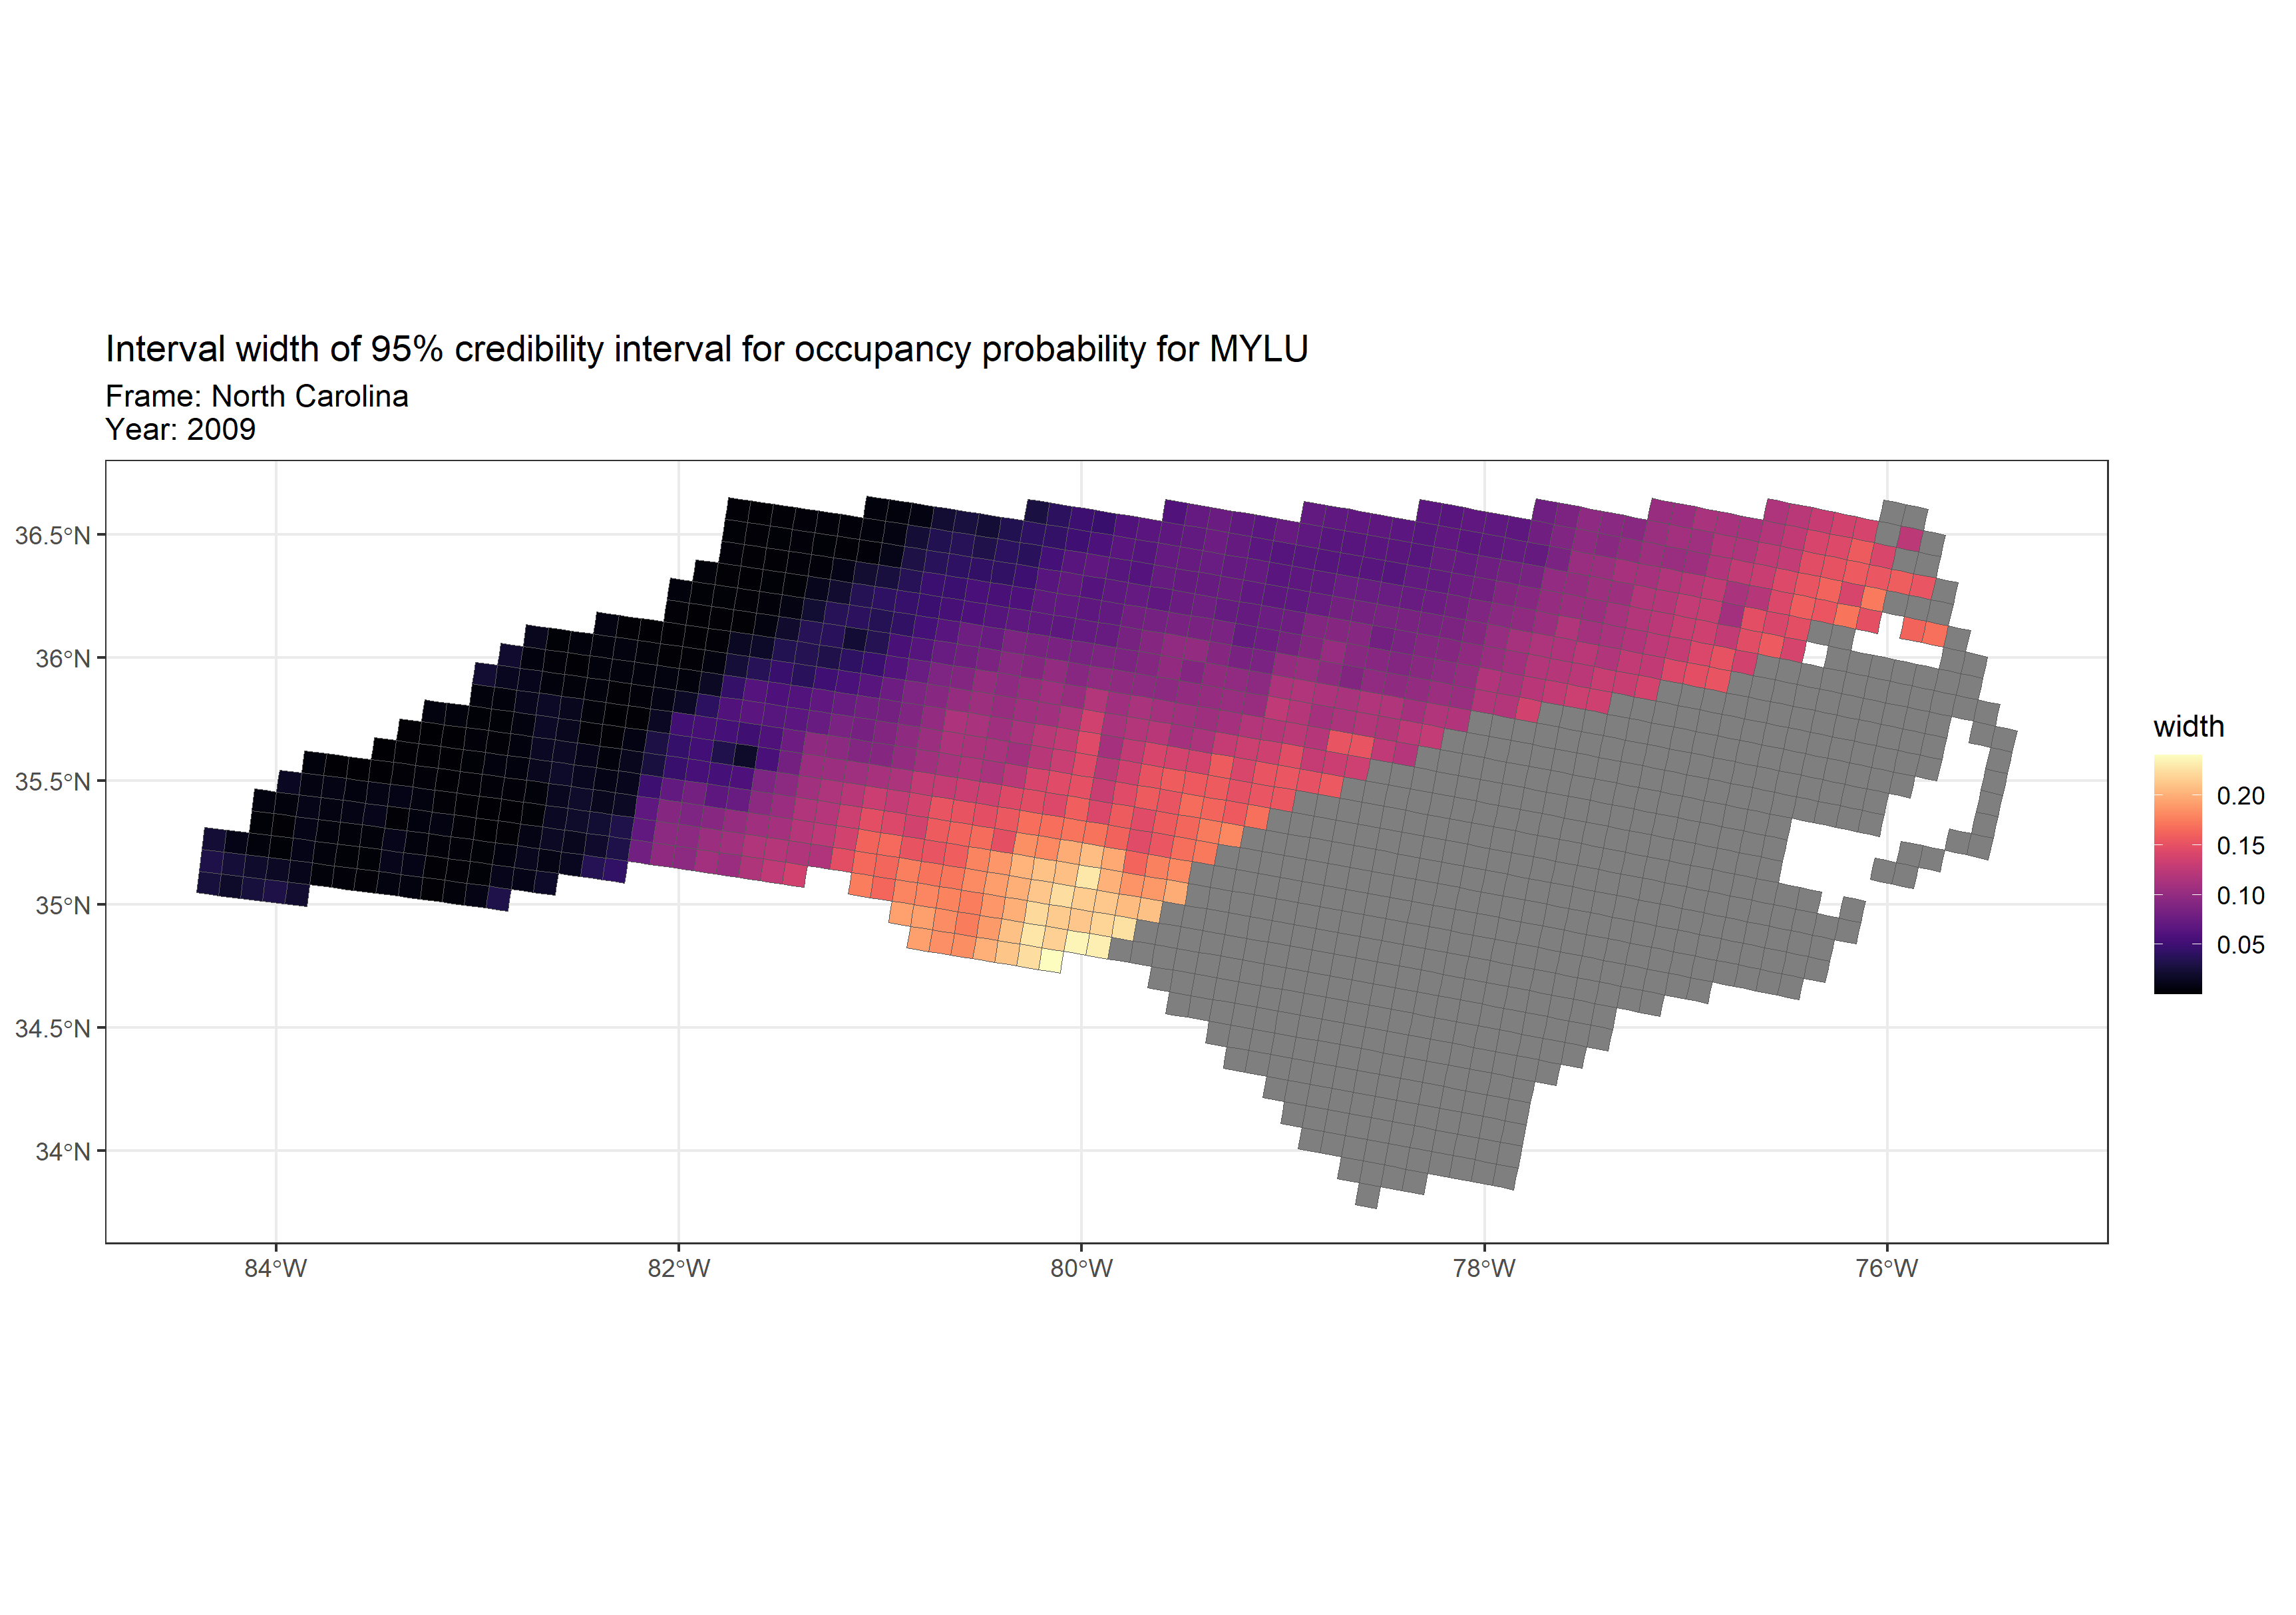 Interval width of 95% credibility interval for occupancy probability for MYLU
Frame: North Carolina
Year: 2009
36.5°N
36°N
35.5°N
35°N
34.5°N
34°N
84°W
82°W
80°W
78°W
76°W
width
0.20
0.15
0.10
0.05